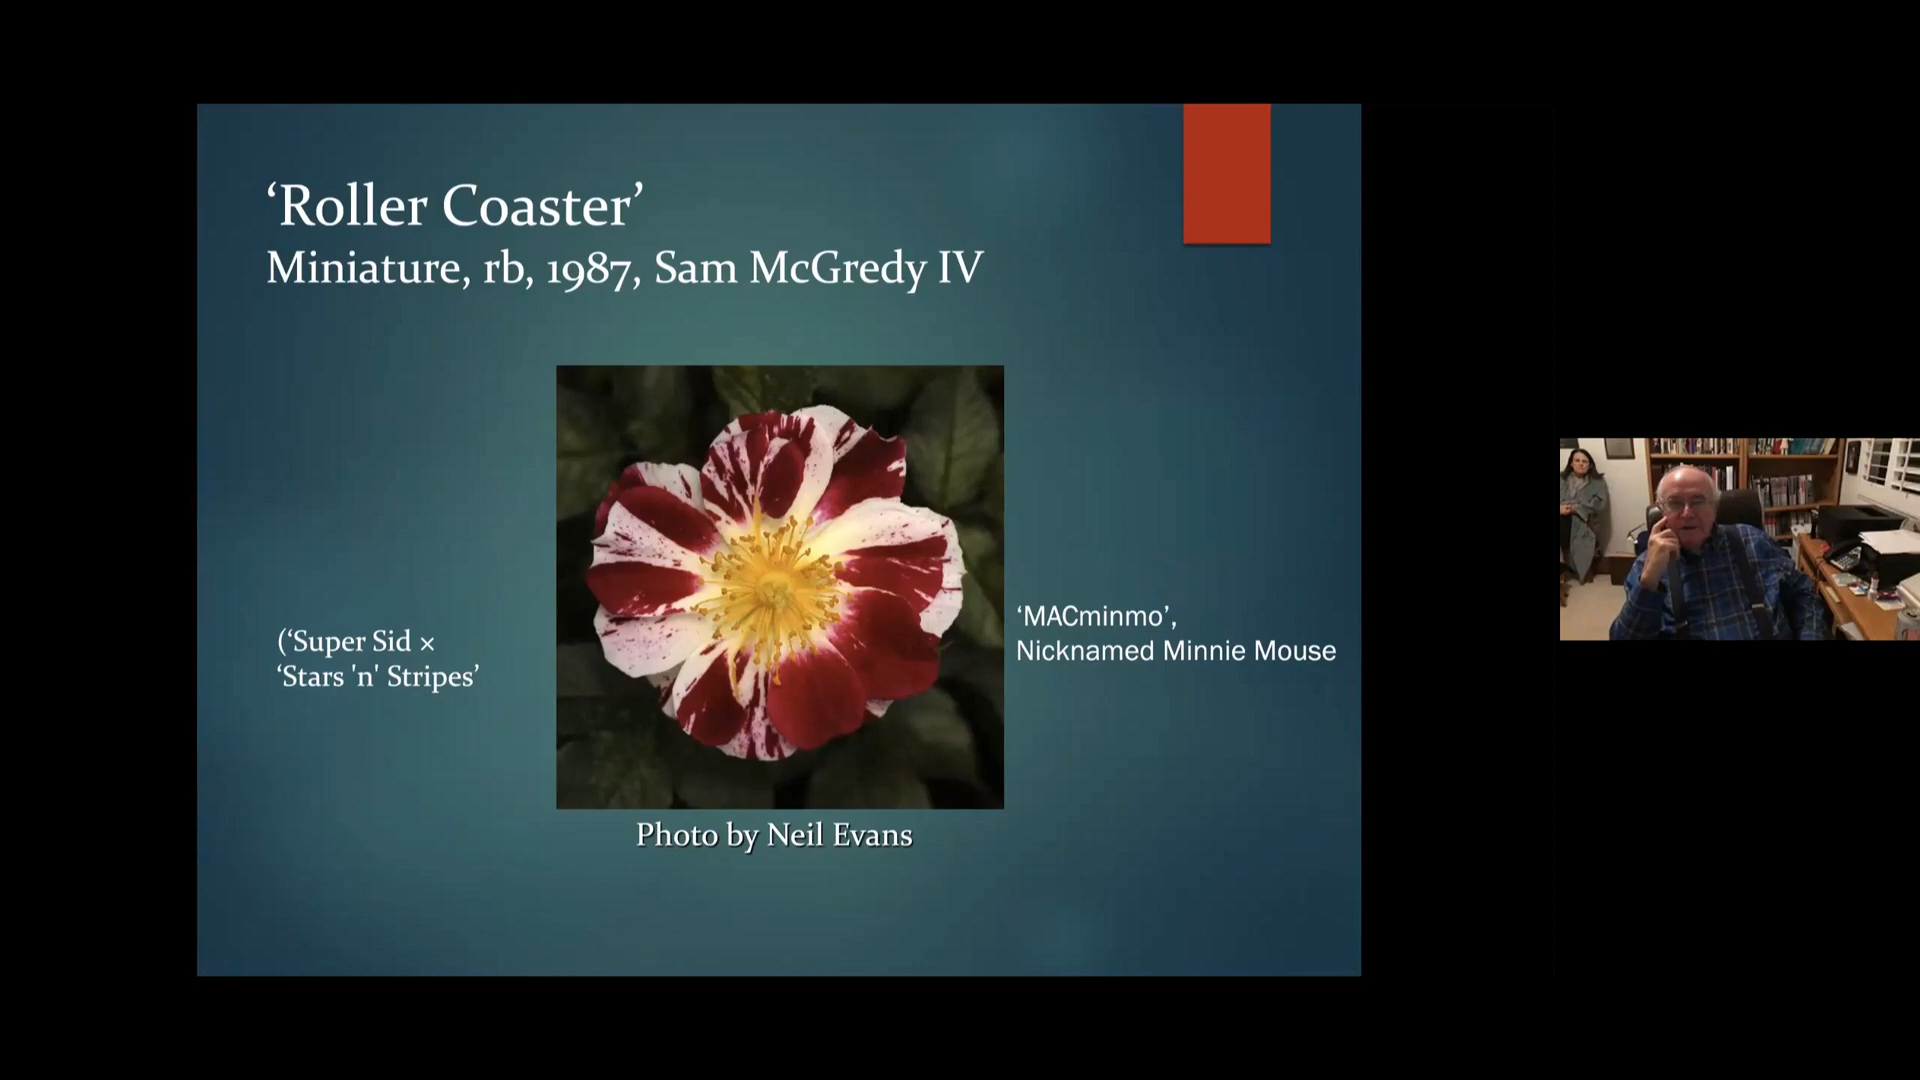 ‘Roller Coaster’
Miniature, rb, 1987, Sam McGredy IV
(‘Super Sid ×
‘Stars 'n' Stripes’
‘MACminmo’,
Nicknamed Minnie Mouse
Photo by Neil Evans